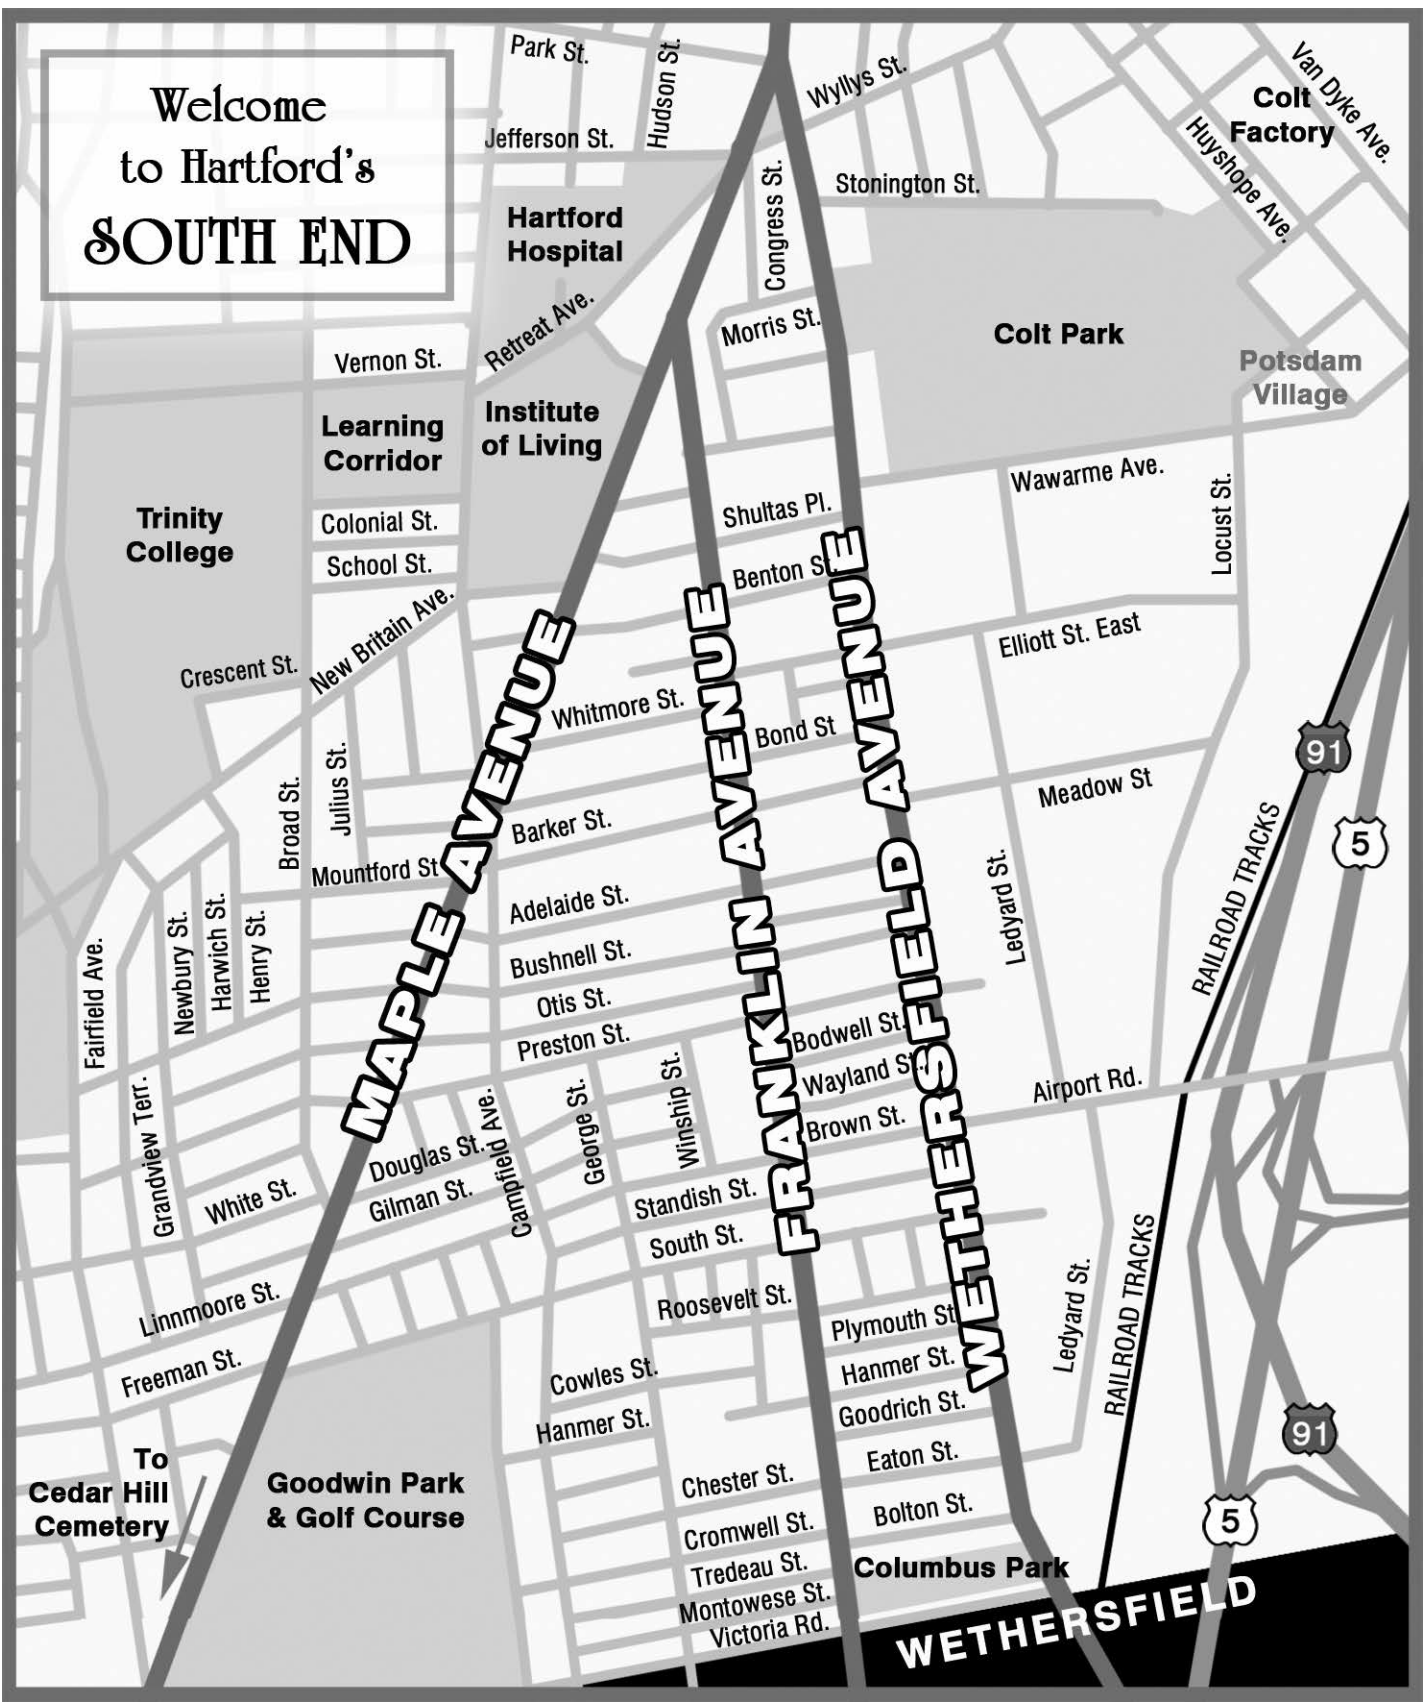 Welcome
to Hartford's
SOUTH END
Park St.
Hudson St.
Wyllys St.
Van Dyke Ave.
Colt
Factory
Huyshope Ave.
Jefferson St.
Congress St.
Stonington St.
Hartford
Hospital
Retreat Ave.
Morris St.
Colt Park
Potsdam
Village
Vernon St.
Learning
Corridor
Institute
of Living
Wawarme Ave.
Locust St.
Trinity
College
Colonial St.
School St.
Shultas Pl.
Benton St.
New Britain Ave.
Crescent St.
Elliott St. East
Whitmore St.
Bond St
Julius St.
Broad St.
Meadow St
91
5
RAILROAD TRACKS
Barker St.
Mountford St
MAPLE AVENUE
FRANKLIN AVENUE
WETHERSFIELD AVENUE
Adelaide St.
Ledyard St.
Fairfield Ave.
Newbury St.
Harwich St.
Henry St.
Bushnell St.
Otis St.
Preston St.
Bodwell St.
Wayland St.
Brown St.
Airport Rd.
Grandview Terr.
Douglas St.
Campfield Ave.
George St.
Winship St.
White St.
Gilman St.
Standish St.
South St.
Linnmoore St.
Roosevelt St.
Plymouth St
Ledyard St.
RAILROAD TRACKS
Freeman St.
Cowles St.
Hanmer St.
Hanmer St.
Goodrich St.
91
5
To
Cedar Hill
Cemetery
Goodwin Park
& Golf Course
Chester St.
Eaton St.
Cromwell St.
Bolton St.
Tredeau St.
Columbus Park
Montowese St.
Victoria Rd.
WETHERSFIELD